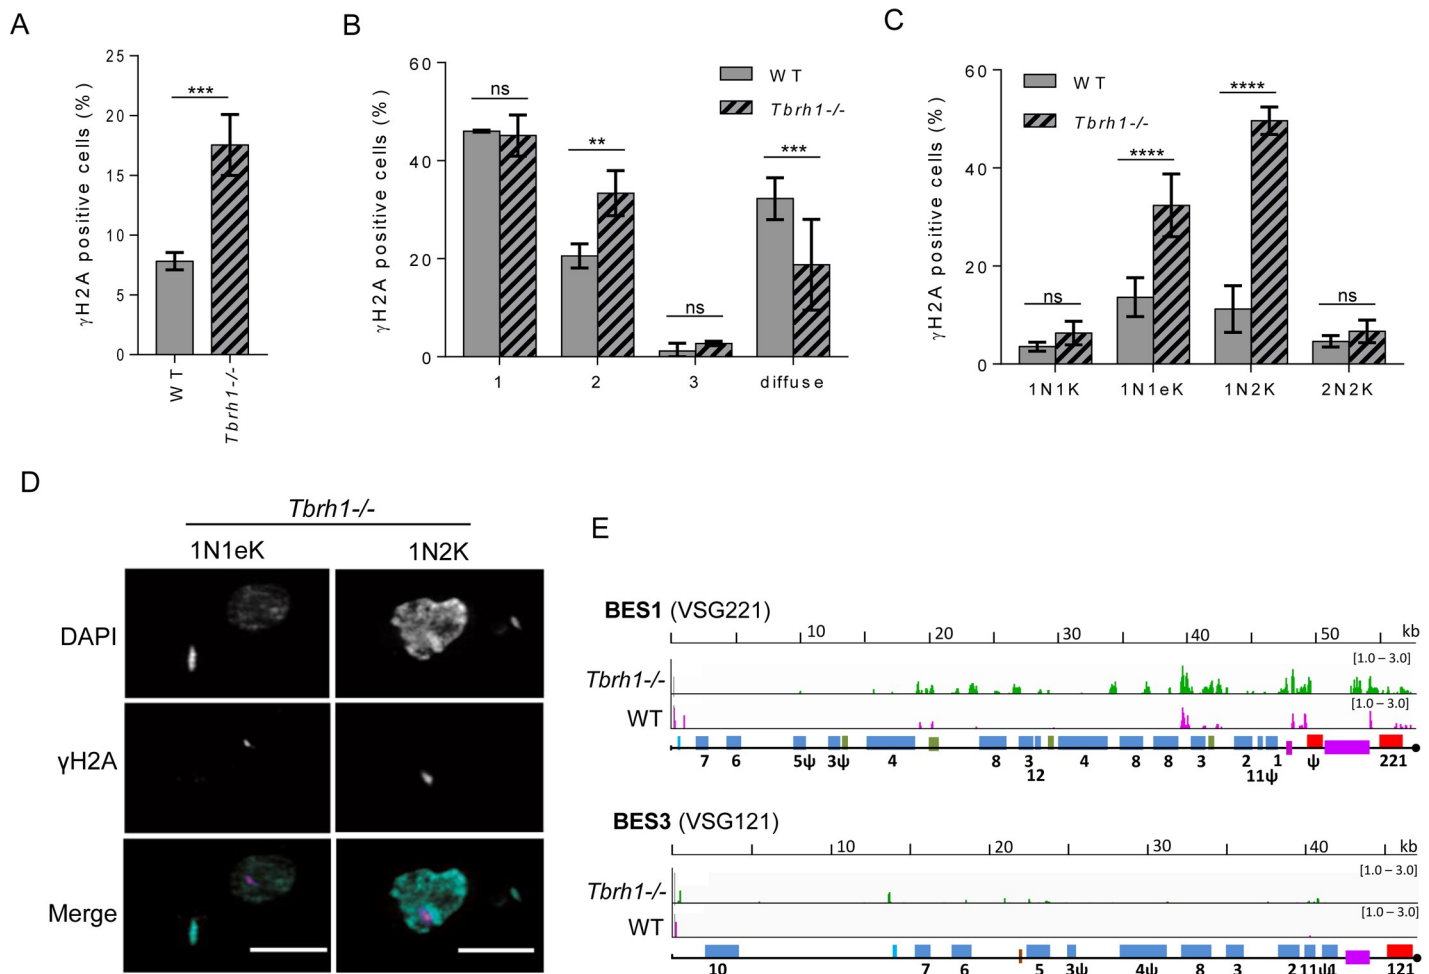 A
γH2A positive cells (%)
25
20
15
10
5
0
***
WT
Tbrh1-/-
B
γH2A positive cells (%)
60
40
20
0
WT
Tbrh1-/-
ns
**
ns
***
1
2
3
diffuse
C
γH2A positive cells (%)
60
40
20
0
WT
Tbrh1-/-
ns
****
****
ns
1N1K
1N1eK
1N2K
2N2K
D
Tbrh1-/-
1N1eK
1N2K
DAPI
γH2A
Merge
E
BES1 (VSG221)
10 20 30 40 50 kb
Tbrh1-/- [1.0 – 3.0]
WT [1.0 – 3.0]
7 6 5ψ 3ψ 4 8 3 4 8 8 3 2 1 ψ 221
12 11ψ
BES3 (VSG121)
10 20 30 40 kb
Tbrh1-/- [1.0 – 3.0]
WT [1.0 – 3.0]
10 7 6 5 3ψ 4ψ 8 3 2 11ψ1 121